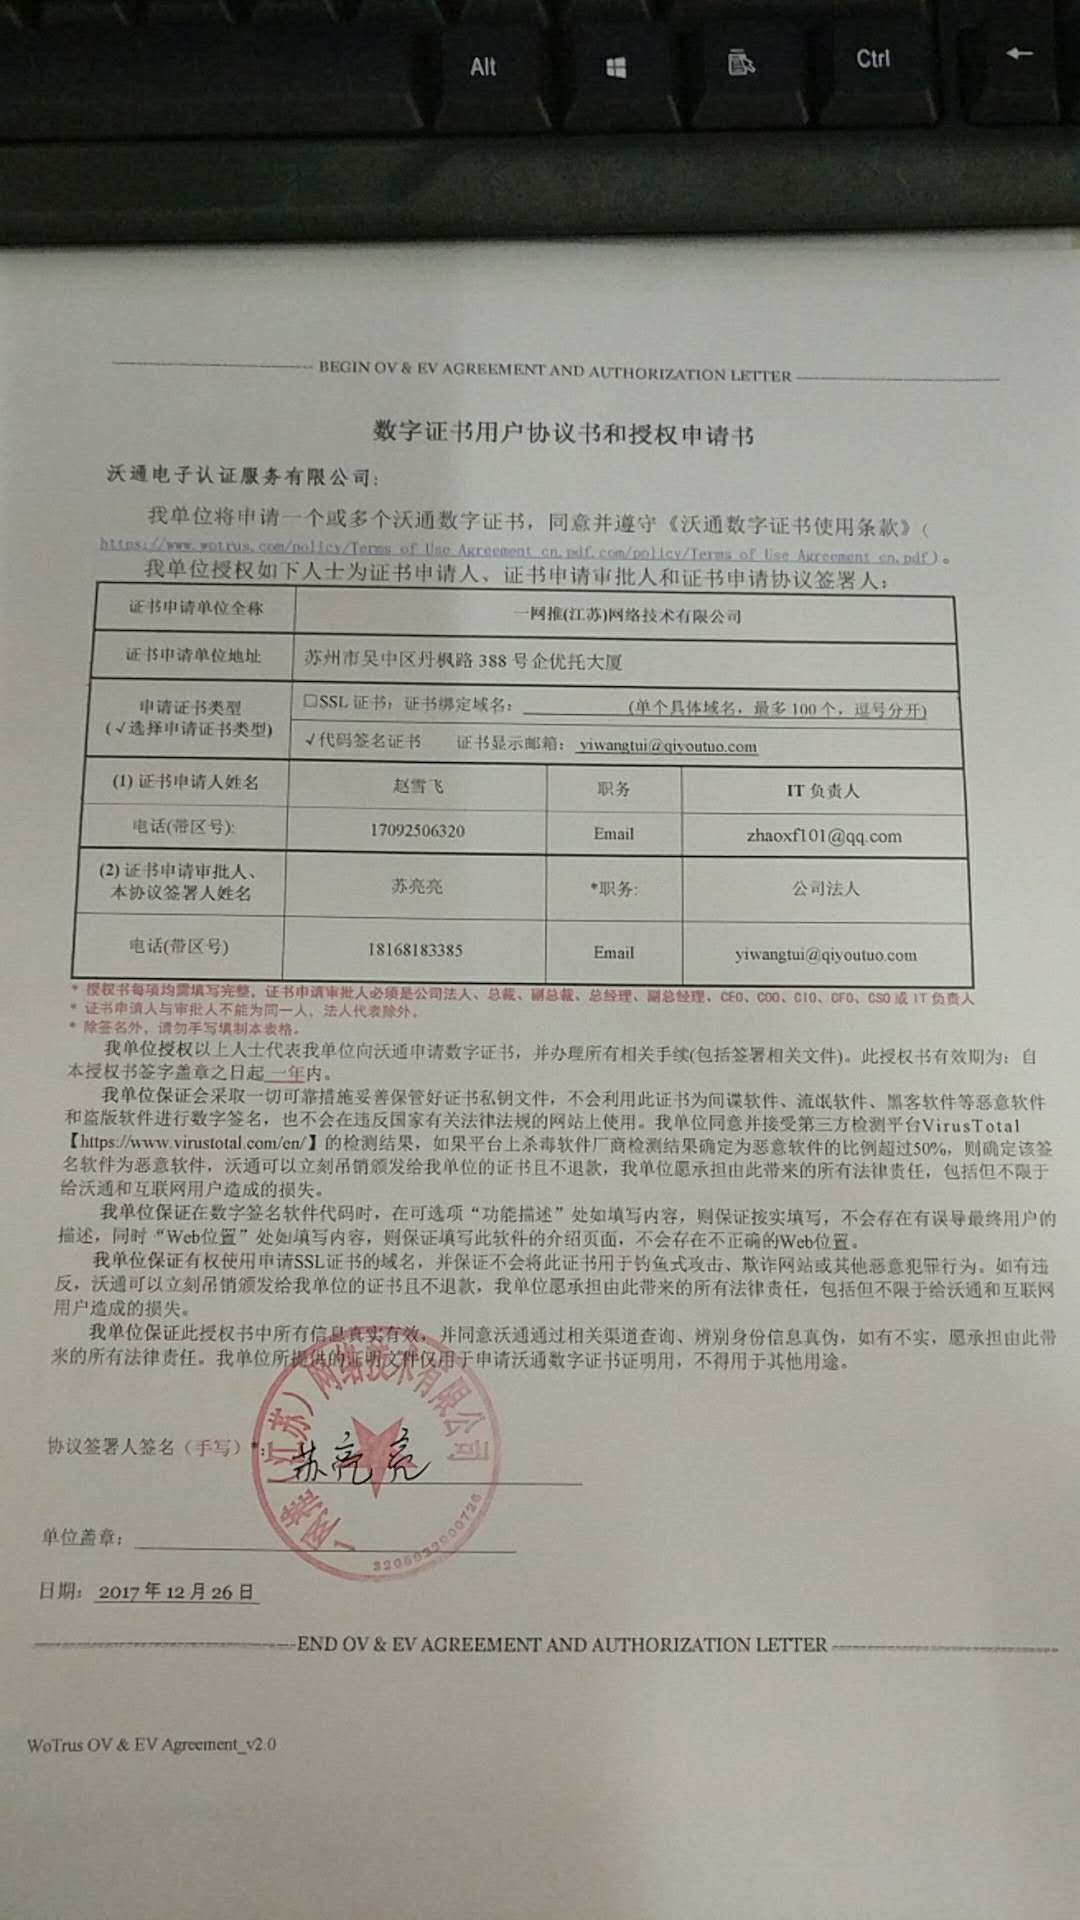 Alt
Ctrl
←
BEGIN OV & EV AGREEMENT AND AUTHORIZATION LETTER
数字证书用户协议书和授权申请书
沃通电子认证服务有限公司：
我单位将申请一个或多个沃通数字证书，同意并遵守《沃通数字证书使用条款》（
https://www.wotrus.com/policy/Terms_of_Use_Agreement_cn.pdf.com/policy/Terms_of_Use_Agreement_cn.pdf）。
我单位授权如下人士为证书申请人、证书申请审批人和证书申请协议签署人：
证书申请单位全称 一网推(江苏)网络技术有限公司
证书申请单位地址 苏州市吴中区丹枫路 388 号企优托大厦
申请证书类型
(√选择申请证书类型)
□SSL 证书；证书绑定域名： (单个具体域名，最多 100 个，逗号分开)
√代码签名证书 证书显示邮箱： yiwangtui@qiyoutuo.com
(1) 证书申请人姓名 赵雪飞 职务 IT 负责人
电话(带区号): 17092506320 Email zhaoxf101@qq.com
(2) 证书申请审批人、
本协议签署人姓名 苏亮亮 *职务: 公司法人
电话(带区号) 18168183385 Email yiwangtui@qiyoutuo.com
* 授权书每项均需填写完整，证书申请审批人必须是公司法人、总裁、副总裁、总经理、副总经理、CEO、COO、CIO、CFO、CSO 或 IT 负责人
* 证书申请人与审批人不能为同一人，法人代表除外。
* 除签名外，请勿手写填制本表格。
我单位授权以上人士代表我单位向沃通申请数字证书，并办理所有相关手续(包括签署相关文件)。此授权书有效期为：自
本授权书签字盖章之日起 一年内。
我单位保证会采取一切可靠措施妥善保管好证书私钥文件，不会利用此证书为间谍软件、流氓软件、黑客软件等恶意软件
和盗版软件进行数字签名，也不会在违反国家有关法律法规的网站上使用。我单位同意并接受第三方检测平台VirusTotal
【https://www.virustotal.com/en/】的检测结果，如果平台上杀毒软件厂商检测结果确定为恶意软件的比例超过50%，则确定该签
名软件为恶意软件，沃通可以立刻吊销颁发给我单位的证书且不退款，我单位愿承担由此带来的所有法律责任，包括但不限于
给沃通和互联网用户造成的损失。
我单位保证在数字签名软件代码时，在可选项“功能描述”处如填写内容，则保证按实填写，不会存在有误导最终用户的
描述，同时“Web位置”处如填写内容，则保证填写此软件的介绍页面，不会存在不正确的Web位置。
我单位保证有权使用申请SSL证书的域名，并保证不会将此证书用于钓鱼式攻击、欺诈网站或其他恶意犯罪行为。如有违
反，沃通可以立刻吊销颁发给我单位的证书且不退款，我单位愿承担由此带来的所有法律责任，包括但不限于给沃通和互联网
用户造成的损失。
我单位保证此授权书中所有信息真实有效，并同意沃通通过相关渠道查询、辨别身份信息真伪，如有不实，愿承担由此带
来的所有法律责任。我单位所提供的证明文件仅用于申请沃通数字证书证明用，不得用于其他用途。
一网推（江苏）网络技术有限公司
协议签署人签名（手写）*： 苏亮亮
单位盖章：
日期： 2017 年 12 月 26 日
END OV & EV AGREEMENT AND AUTHORIZATION LETTER
WoTrus OV & EV Agreement_v2.0